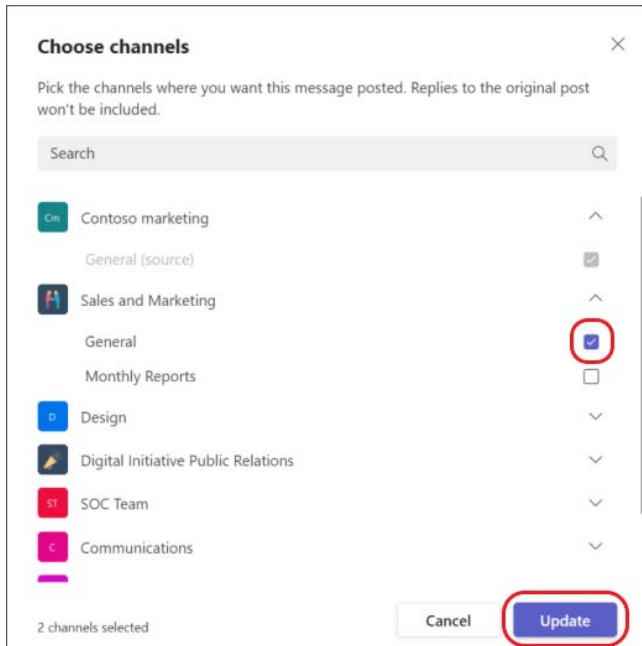 Choose channels
Pick the channels where you want this message posted. Replies to the original post
won't be included.
Search
Cm Contoso marketing
General (source)
Sales and Marketing
General
Monthly Reports
D Design
Digital Initiative Public Relations
ST SOC Team
C Communications
2 channels selected Cancel Update